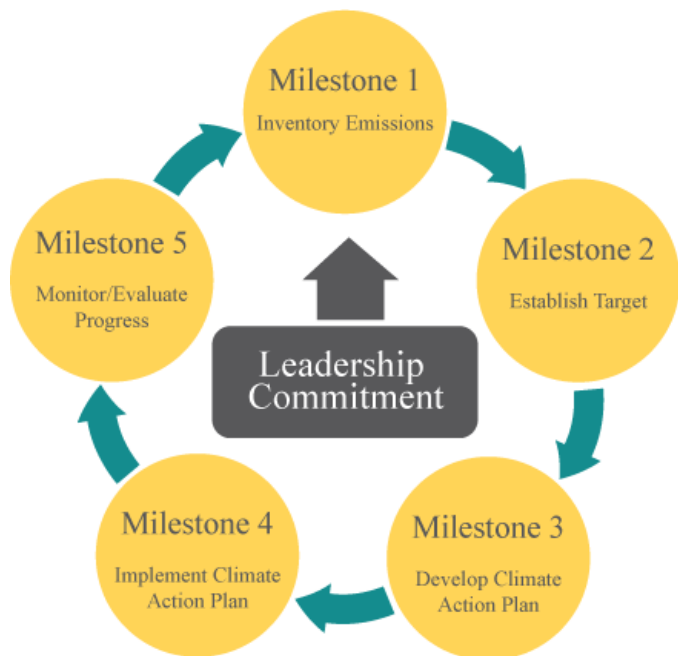 Milestone 1
Inventory Emissions
Milestone 2
Establish Target
Milestone 3
Develop Climate
Action Plan
Milestone 4
Implement Climate
Action Plan
Milestone 5
Monitor/Evaluate
Progress
Leadership
Commitment